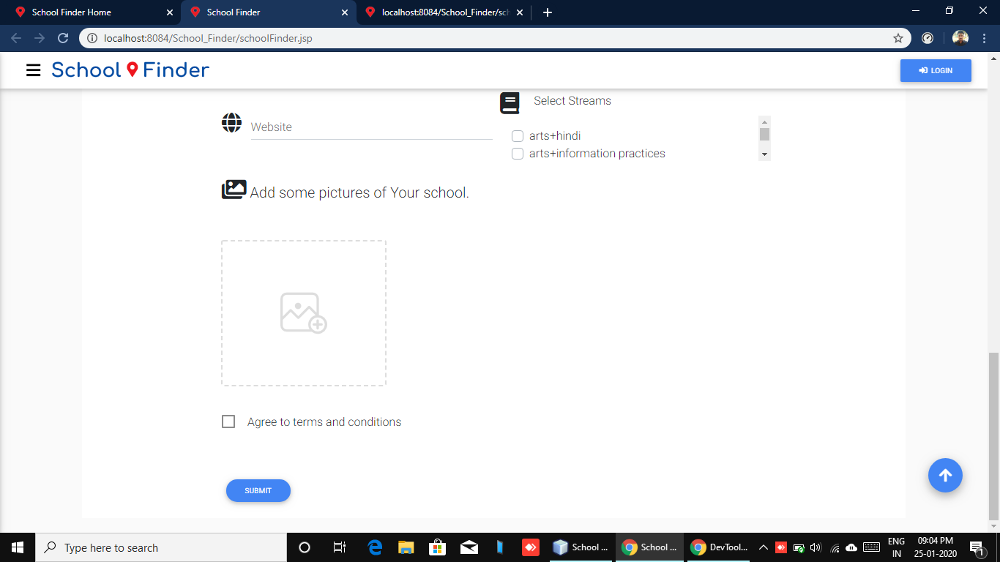 School Finder Home
School Finder
localhost:8084/School_Finder/sch
localhost:8084/School_Finder/schoolFinder.jsp
School Finder
LOGIN
Select Streams
Website
arts+hindi
arts+information practices
Add some pictures of Your school.
Agree to terms and conditions
SUBMIT
Type here to search
School ...
School ...
DevTool...
ENG
IN
09:04 PM
25-01-2020
1